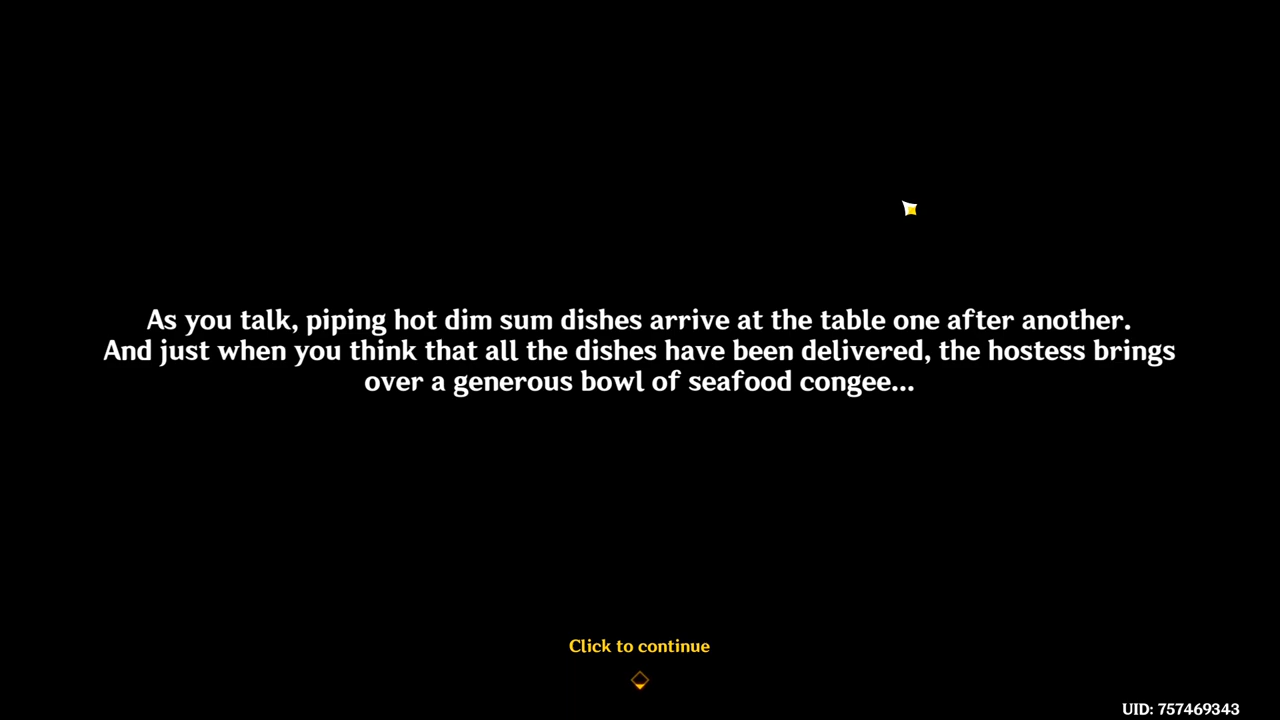 As you talk, piping hot dim sum dishes arrive at the table one after another.
And just when you think that all the dishes have been delivered, the hostess brings
over a generous bowl of seafood congee...
Click to continue
UID: 757469343